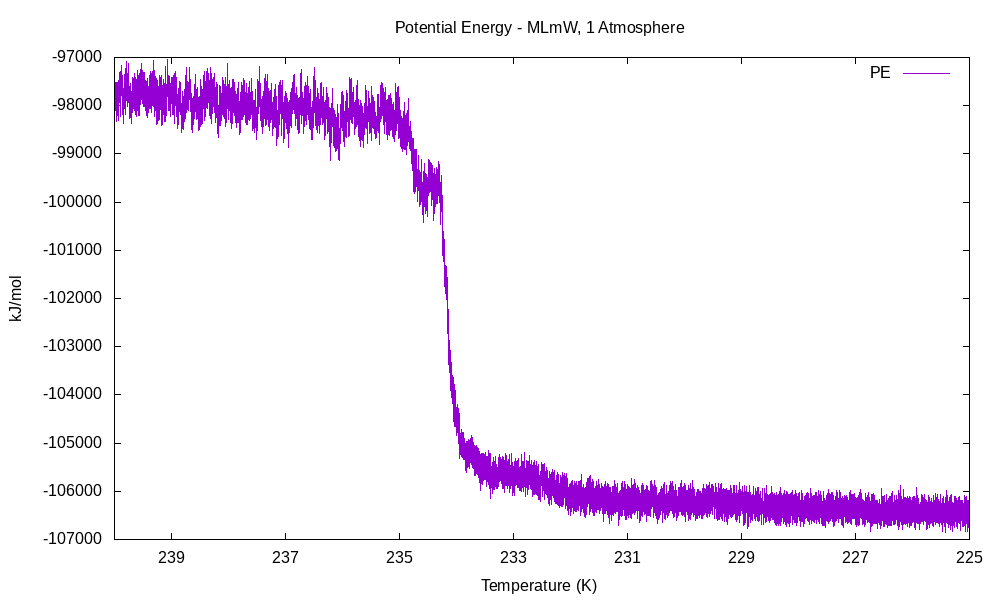 Potential Energy - MLmW, 1 Atmosphere
PE
-97000
-98000
-99000
-100000
-101000
-102000
-103000
-104000
-105000
-106000
-107000
kJ/mol
239 237 235 233 231 229 227 225
Temperature (K)